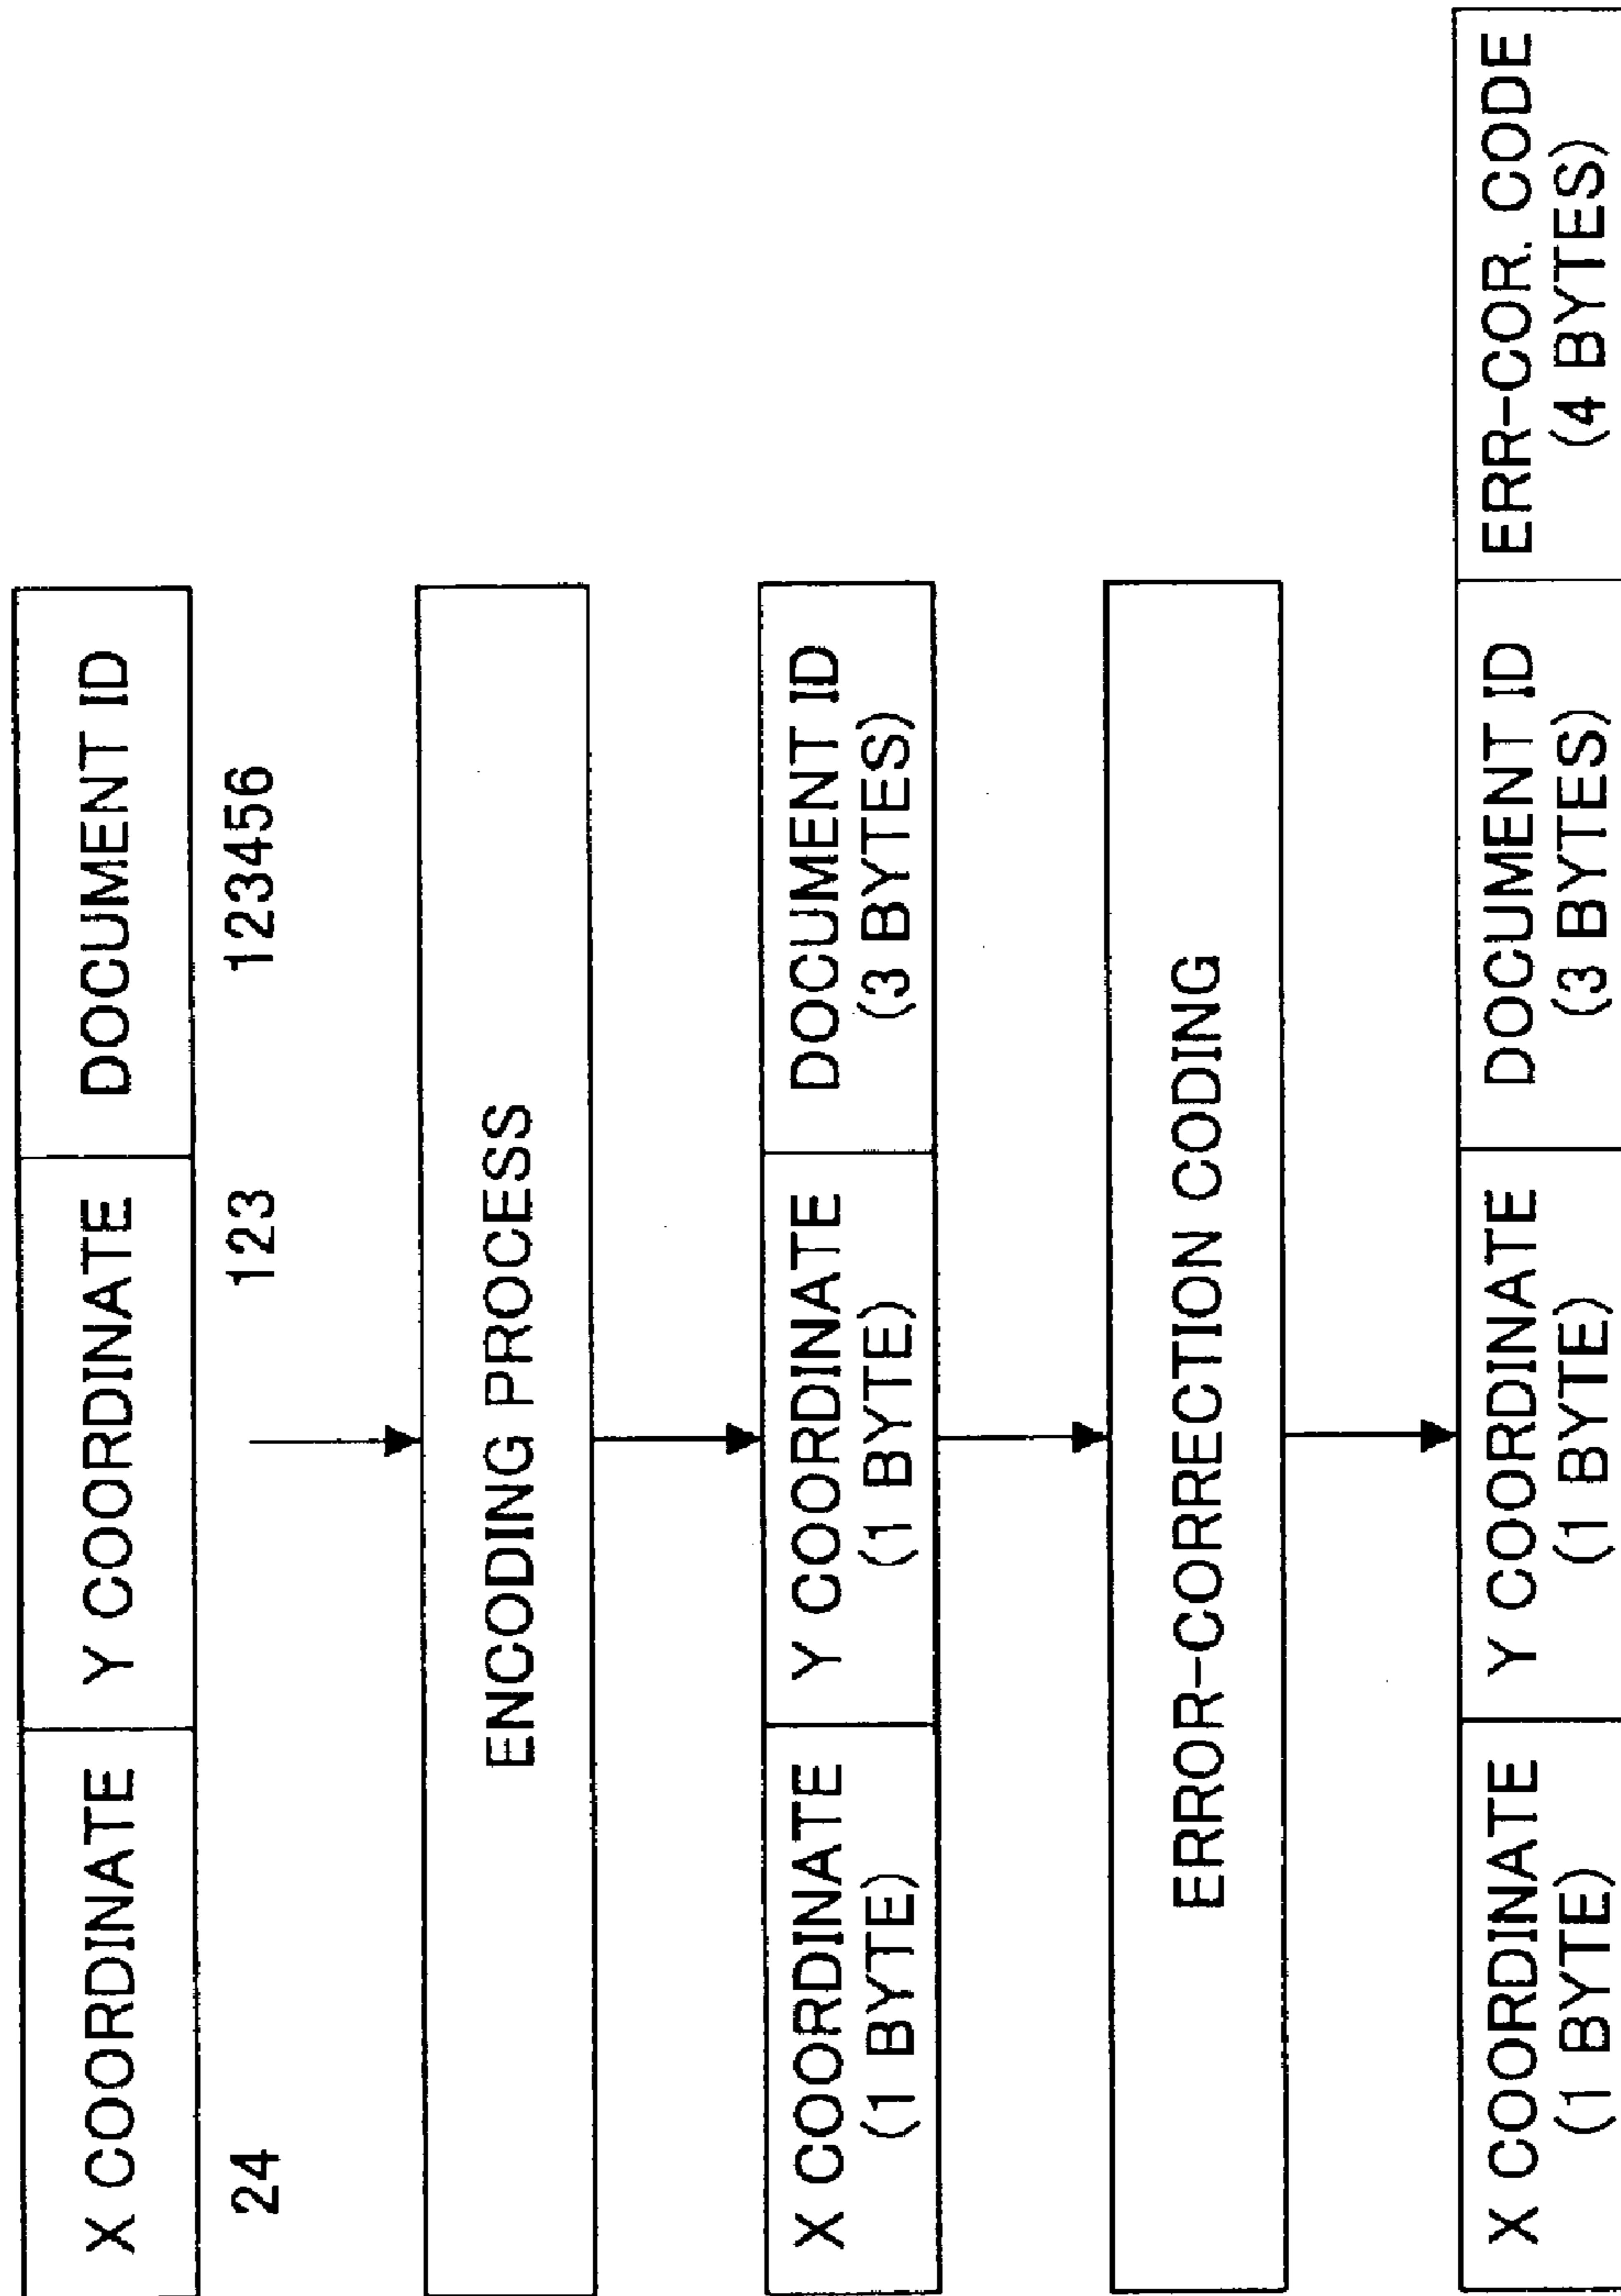 X COORDINATE
Y COORDINATE
DOCUMENT ID
24
123
123456
ENCODING PROCESS
X COORDINATE
(1 BYTE)
Y COORDINATE
(1 BYTE)
DOCUMENT ID
(3 BYTES)
ERROR-CORRECTION CODING
X COORDINATE
(1 BYTE)
Y COORDINATE
(1 BYTE)
DOCUMENT ID
(3 BYTES)
ERR-COR. CODE
(4 BYTES)